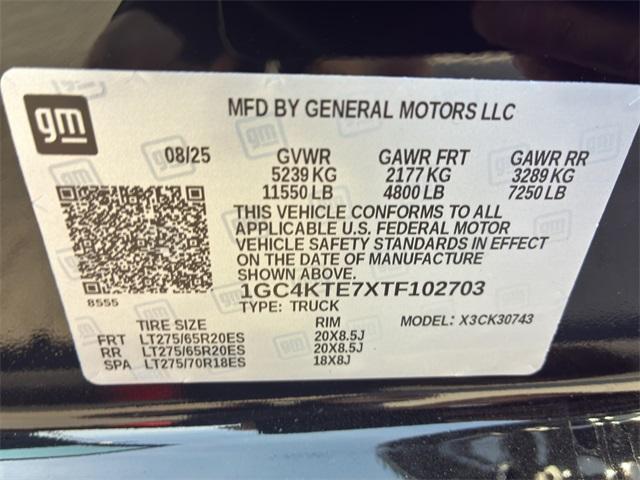 gm
MFD BY GENERAL MOTORS LLC
08/25 GVWR GAWR FRT GAWR RR
5239 KG 2177 KG 3289 KG
11550 LB 4800 LB 7250 LB
THIS VEHICLE CONFORMS TO ALL
APPLICABLE U.S. FEDERAL MOTOR
VEHICLE SAFETY STANDARDS IN EFFECT
ON THE DATE OF MANUFACTURE
SHOWN ABOVE.
8555
1GC4KTE7XTF102703
TYPE: TRUCK MODEL: X3CK30743
TIRE SIZE RIM
FRT LT275/65R20ES 20X8.5J
RR LT275/65R20ES 20X8.5J
SPA LT275/70R18ES 18X8J